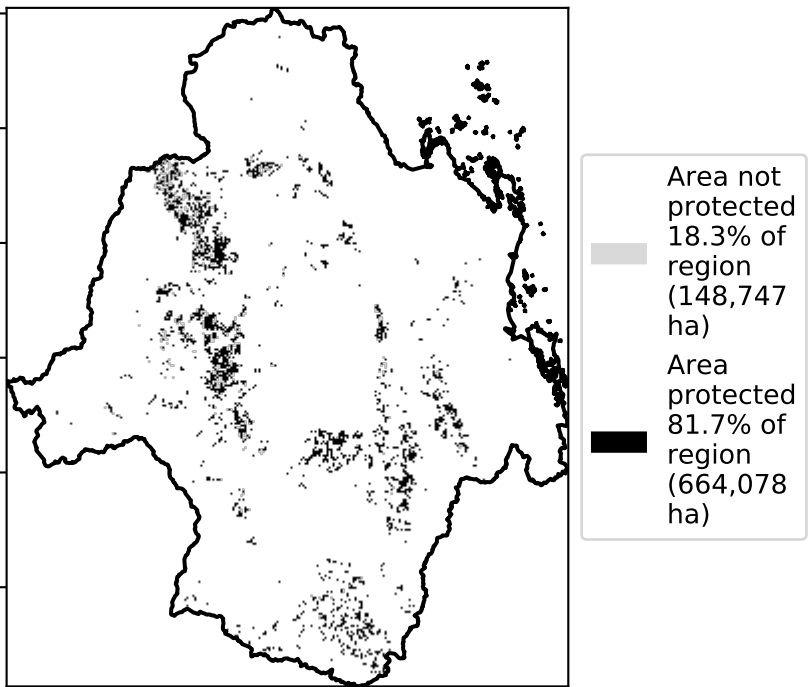 Area not
protected
18.3% of
region
(148,747
ha)
Area
protected
81.7% of
region
(664,078
ha)